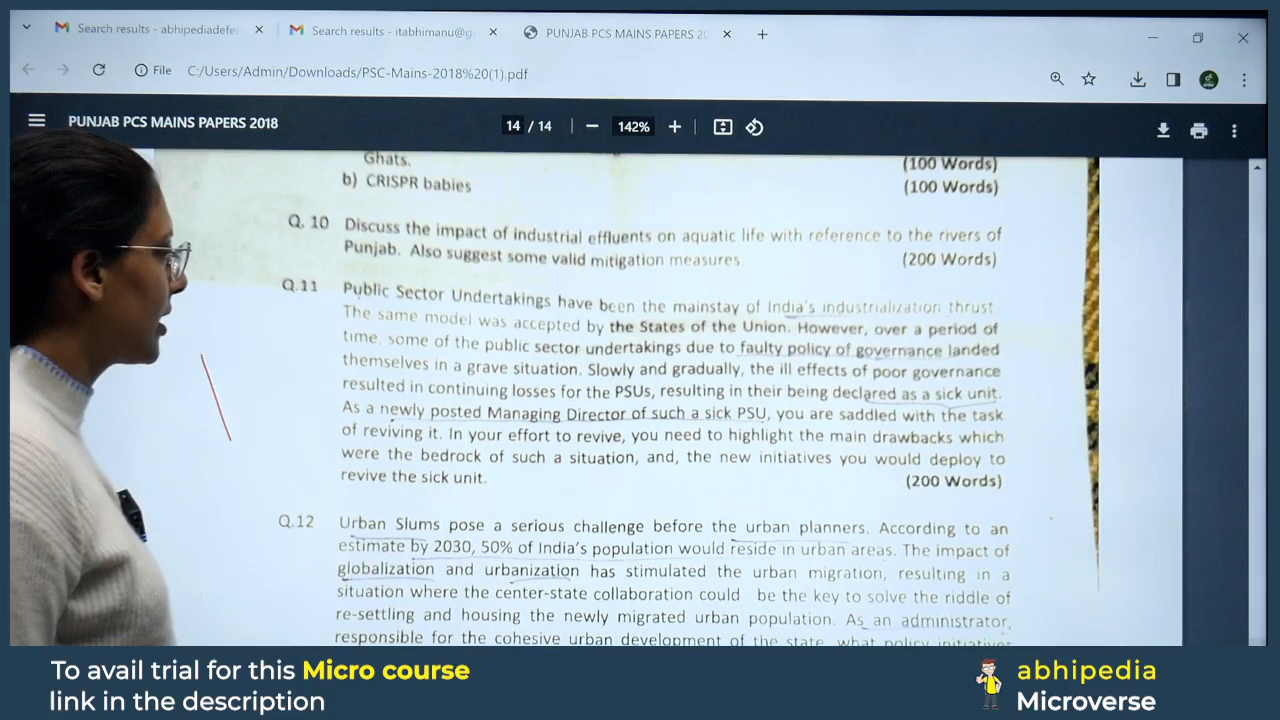 Search results - abhipediadefe
Search results - itabhimanu@g
PUNJAB PCS MAINS PAPERS 20
File C:/Users/Admin/Downloads/PSC-Mains-2018%20(1).pdf
PUNJAB PCS MAINS PAPERS 2018
14 / 14
142%
Ghats.
(100 Words)
b) CRISPR babies
(100 Words)
Q. 10 Discuss the impact of industrial effluents on aquatic life with reference to the rivers of
Punjab. Also suggest some valid mitigation measures
(200 Words)
Q.11 Public Sector Undertakings have been the mainstay of India's industrialization thrust
The same model was accepted by the States of the Union. However, over a period of
time, some of the public sector undertakings due to faulty policy of governance landed
themselves in a grave situation. Slowly and gradually, the ill effects of poor governance
resulted in continuing losses for the PSUs, resulting in their being declared as a sick unit.
As a newly posted Managing Director of such a sick PSU, you are saddled with the task
of reviving it. In your effort to revive, you need to highlight the main drawbacks which
were the bedrock of such a situation, and, the new initiatives you would deploy to
revive the sick unit.
(200 Words)
Q.12 Urban Slums pose a serious challenge before the urban planners. According to an
estimate by 2030, 50% of India's population would reside in urban areas. The impact of
globalization and urbanization has stimulated the urban migration, resulting in a
situation where the center-state collaboration could be the key to solve the riddle of
re-settling and housing the newly migrated urban population. As an administrator,
responsible for the cohesive urban development of the state, what policy initiatives
To avail trial for this Micro course
link in the description
abhipedia
Microverse